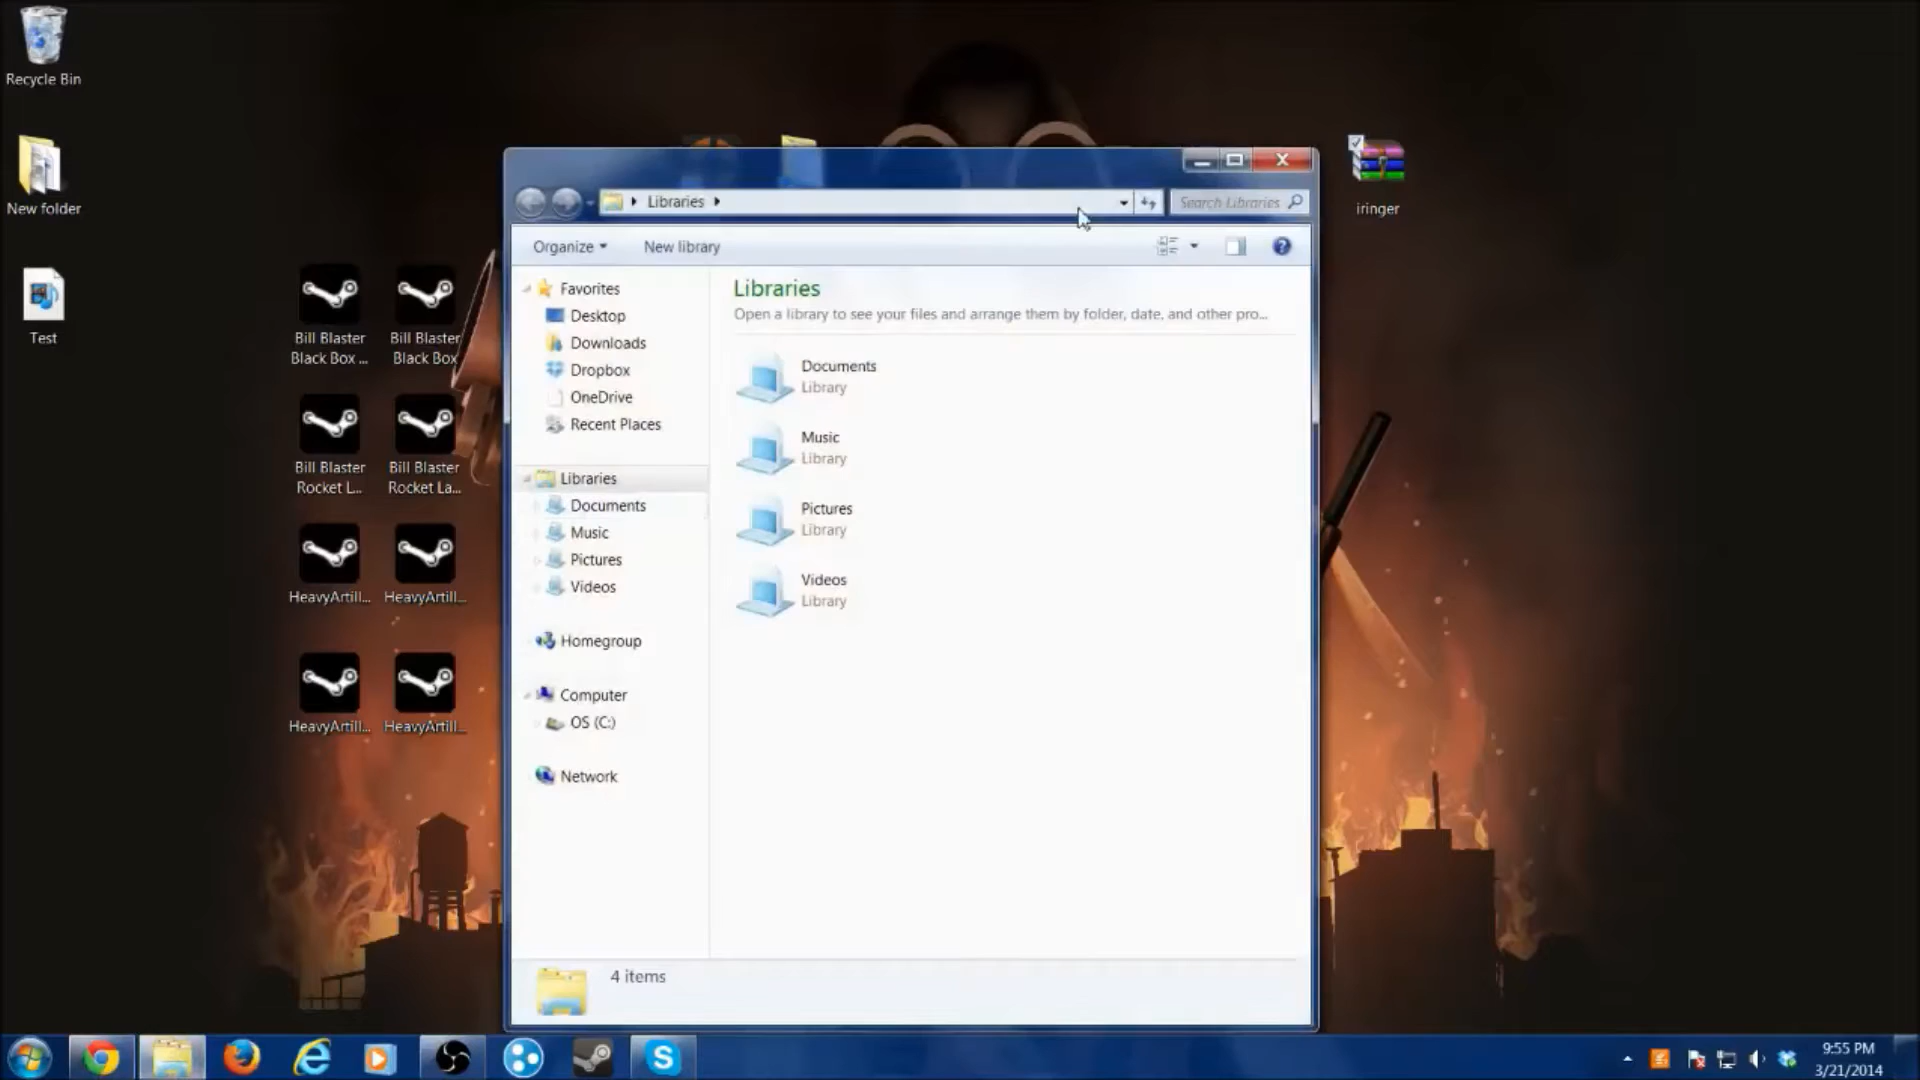 Recycle Bin
New folder
Test
Bill Blaster
Black Box ...
Bill Blaster
Black Box
Bill Blaster
Rocket L...
Bill Blaster
Rocket La...
HeavyArtill...
HeavyArtill...
HeavyArtill...
HeavyArtill...
iringer
Libraries
Search Libraries
Organize
New library
Favorites
Desktop
Downloads
Dropbox
OneDrive
Recent Places
Libraries
Documents
Music
Pictures
Videos
Homegroup
Computer
OS (C:)
Network
Libraries
Open a library to see your files and arrange them by folder, date, and other pro...
Documents
Library
Music
Library
Pictures
Library
Videos
Library
4 items
9:55 PM
3/21/2014